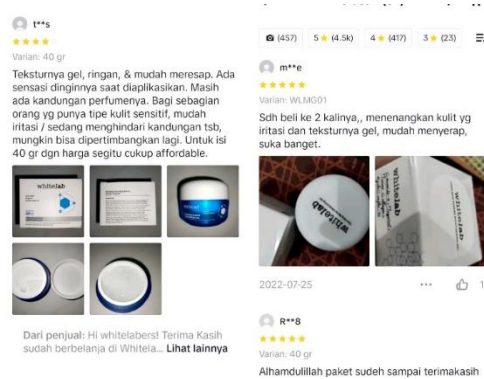 t**s
Varian: 40 gr
Teksturnya gel, ringan, & mudah meresap. Ada
sensasi dinginnya saat diaplikasikan. Masih
ada kandungan perfumenya. Bagi sebagian
orang yg punya tipe kulit sensitif, mudah
iritasi / sedang menghindari kandungan tsb,
mungkin bisa dipertimbangkan lagi. Untuk isi
40 gr dgn harga segitu cukup affordable.
whitelab
Dari penjual: Hi whitelabers! Terima Kasih
sudah berbelanja di Whitela... Lihat lainnya
(457) 5 (4.5k) 4 (417) 3 (23)
m**e
Varian: WLMG01
Sdh beli ke 2 kalinya,, menenangkan kulit yg
iritasi dan teksturnya gel, mudah menyerap,
suka banget.
whitelab
whitelab
2022-07-25
R**8
Varian: 40 gr
Alhamdulillah paket sudeh sampai terimakasih